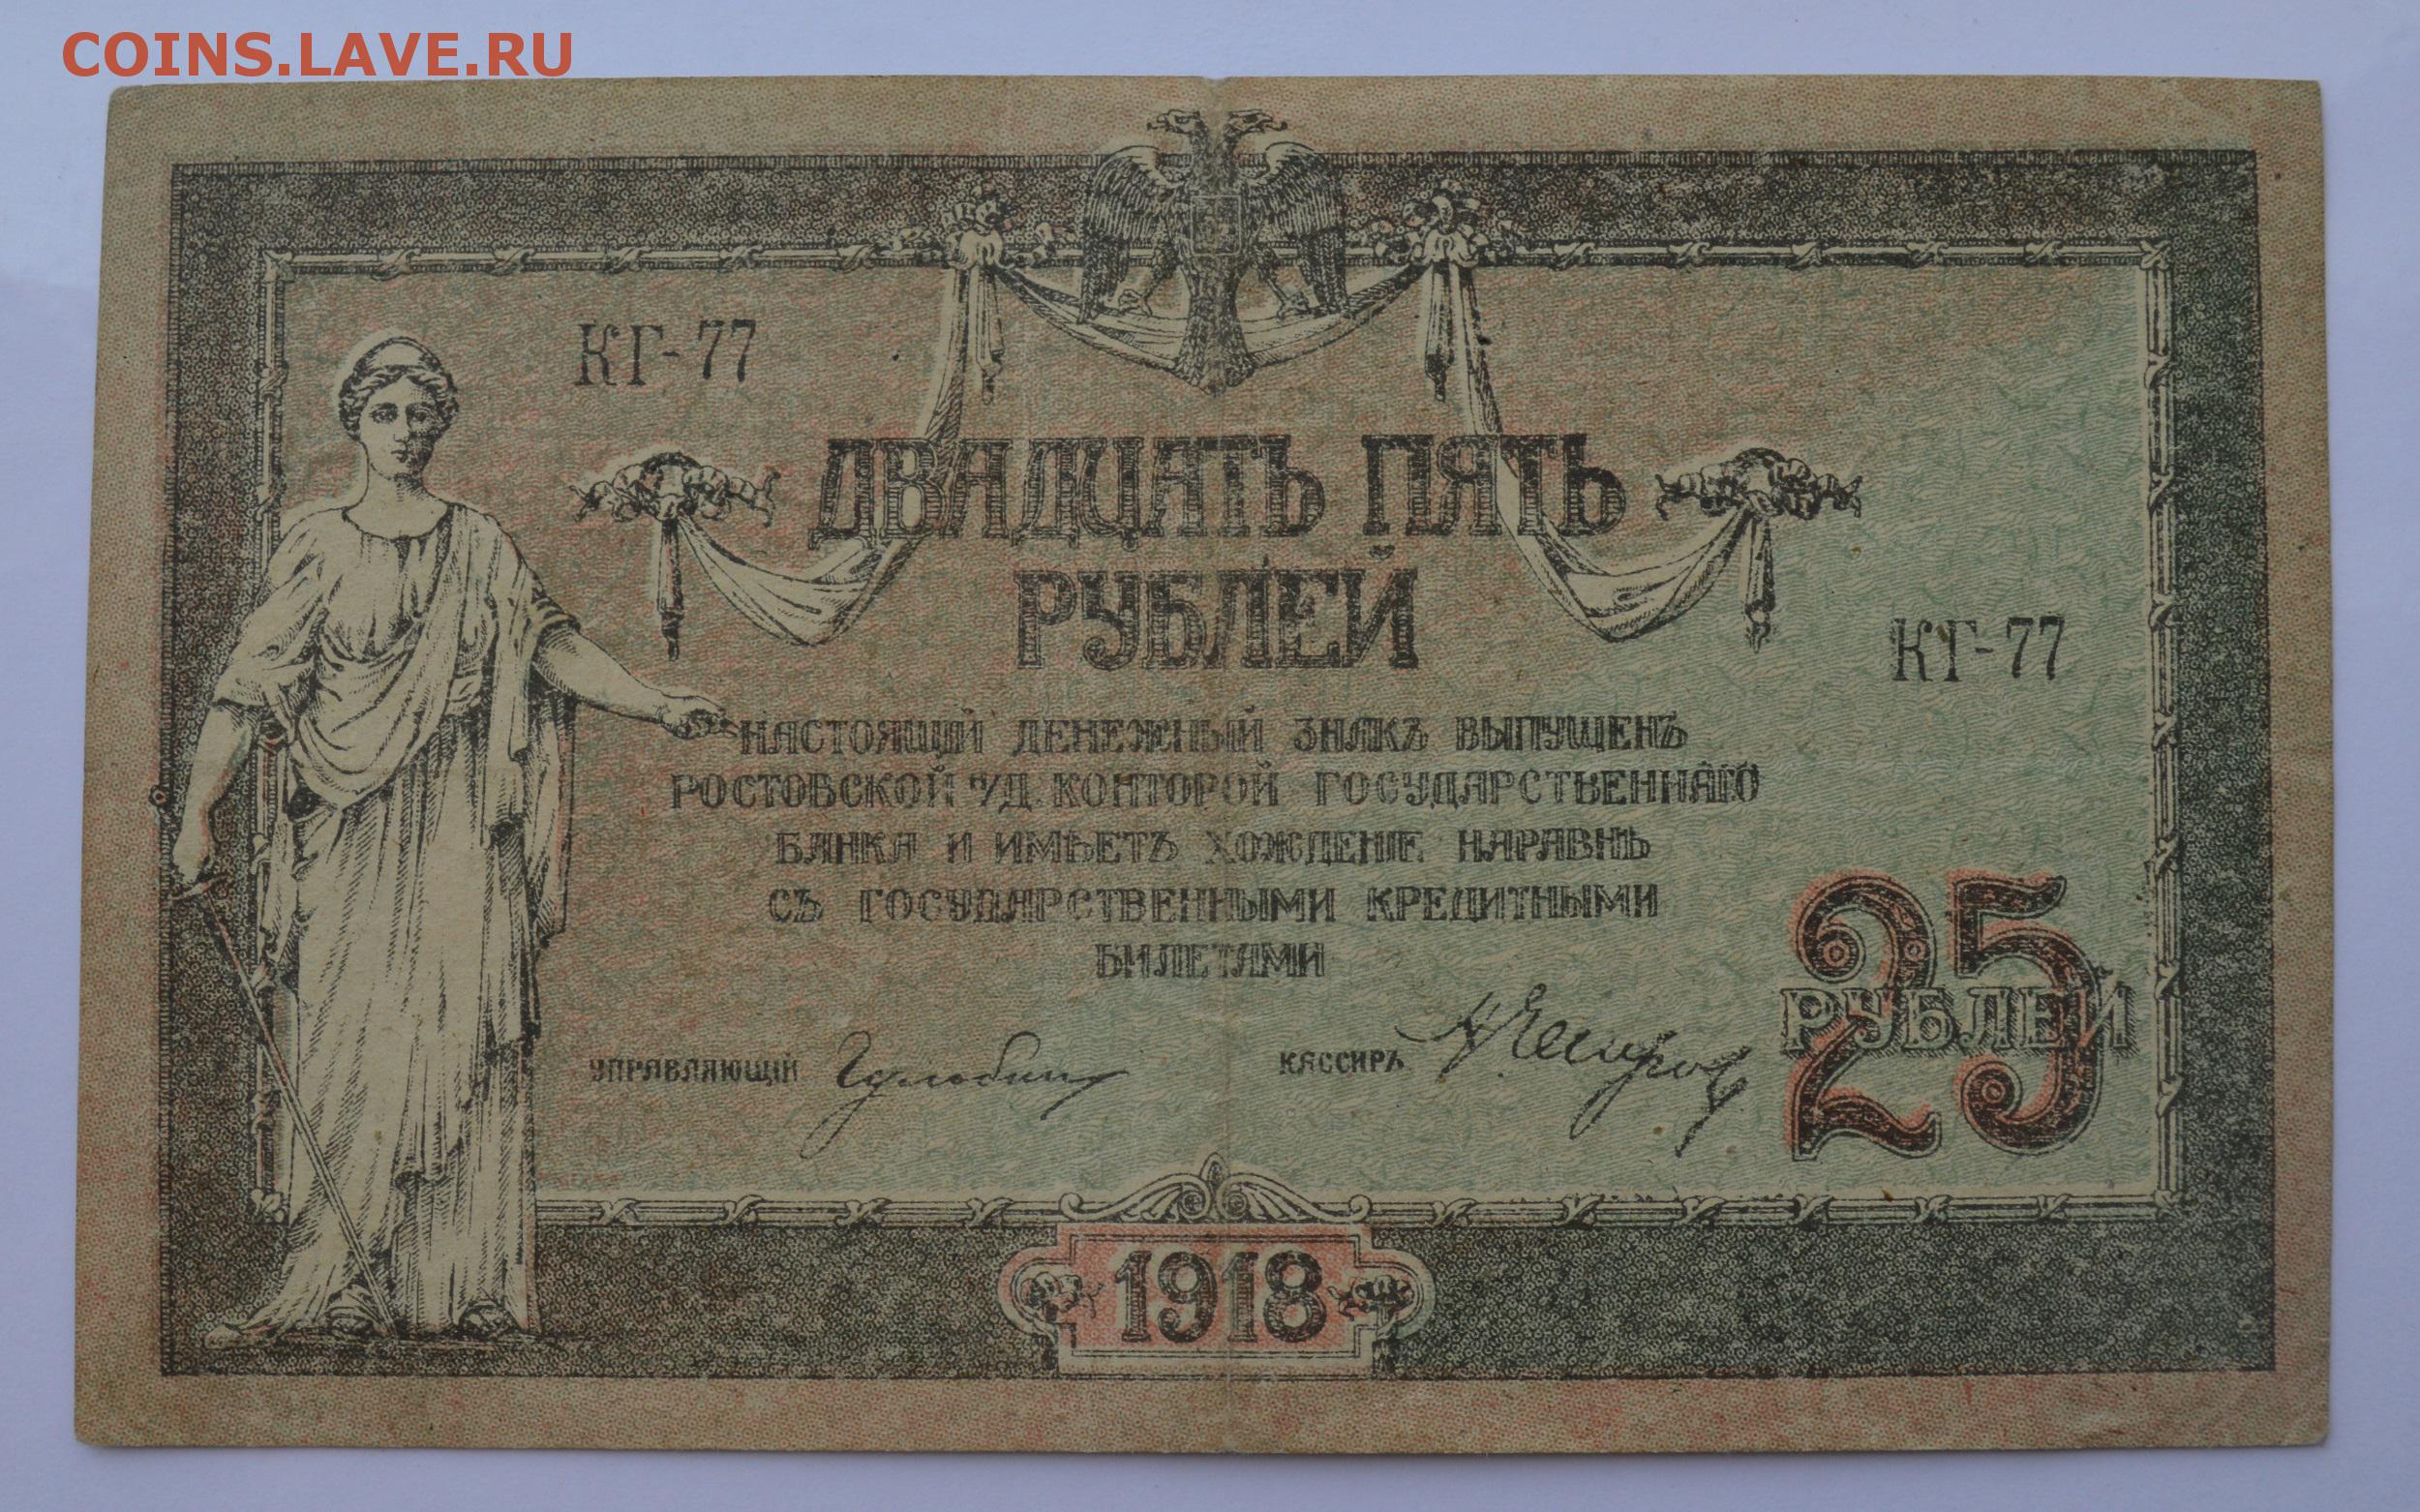 COINS.LAVE.RU
КГ-77
ДВАДЦАТЬ ПЯТЬ
РУБЛЕЙ
КГ-77
НАСТОЯЩІЙ ДЕНЕЖНЫЙ ЗНАКЪ ВЫПУЩЕНЪ
РОСТОВСКОЙ Н/Д. КОНТОРОЙ ГОСУДАРСТВЕННАГО
БАНКА И ИМѢЕТЪ ХОЖДЕНІЕ НАРАВНѢ
СЪ ГОСУДАРСТВЕННЫМИ КРЕДИТНЫМИ
БИЛЕТАМИ
25
РУБЛЕЙ
УПРАВЛЯЮЩІЙ
КАССИРЪ
1918